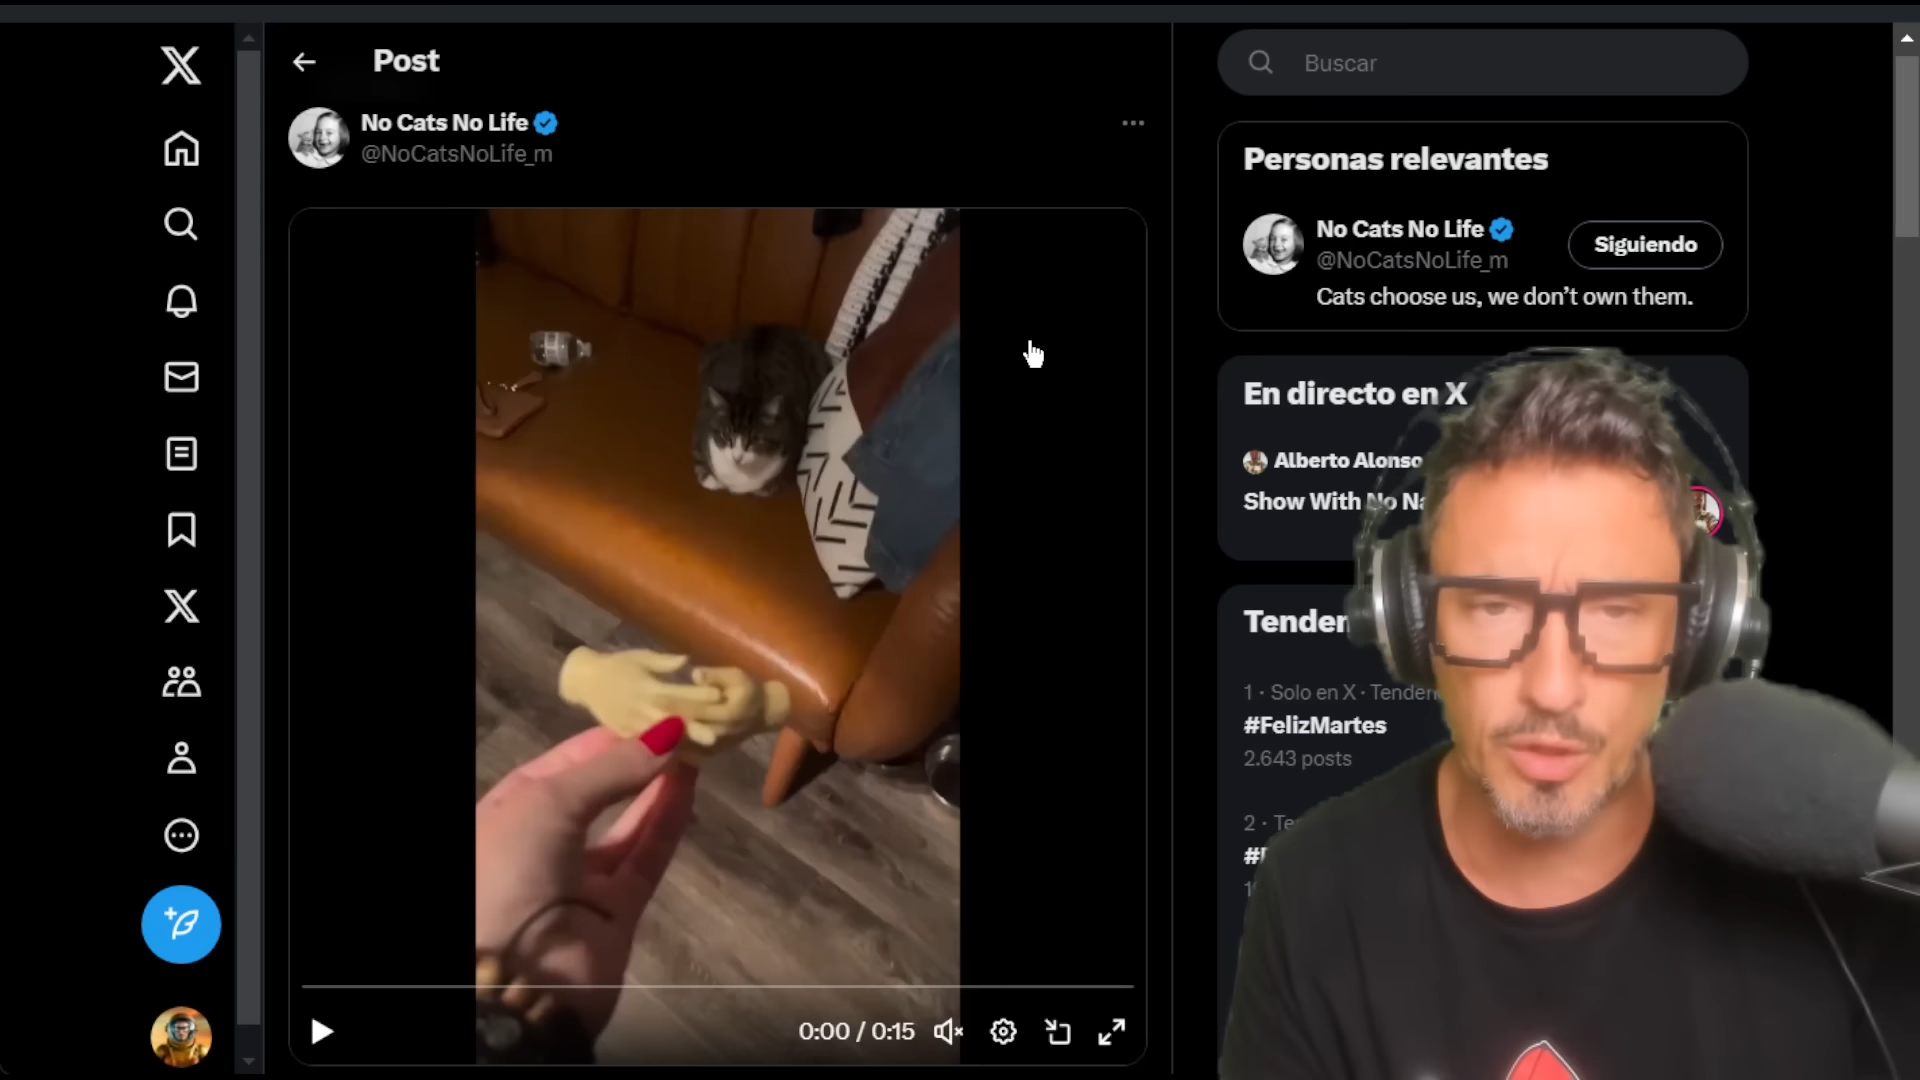 Post
No Cats No Life
@NoCatsNoLife_m
0:00 / 0:15
Buscar
Personas relevantes
No Cats No Life
@NoCatsNoLife_m
Siguiendo
Cats choose us, we don’t own them.
En directo en X
Alberto Alonso
Show With No
1 · Solo en X ·
#FelizMartes
2.643 posts
2 ·